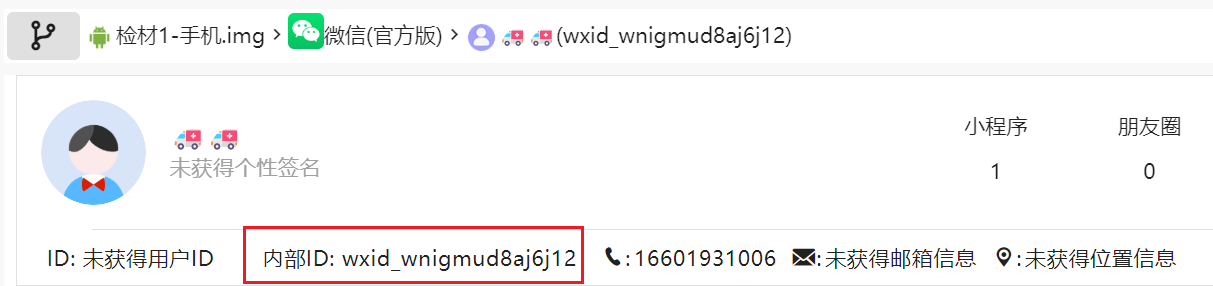 检材1-手机.img > 微信(官方版) > 🚑 🚑 (wxid_wnigmud8aj6j12)
🚑 🚑
未获得个性签名
小程序 朋友圈
1 0
ID: 未获得用户ID 内部ID: wxid_wnigmud8aj6j12 : 16601931006 : 未获得邮箱信息 : 未获得位置信息